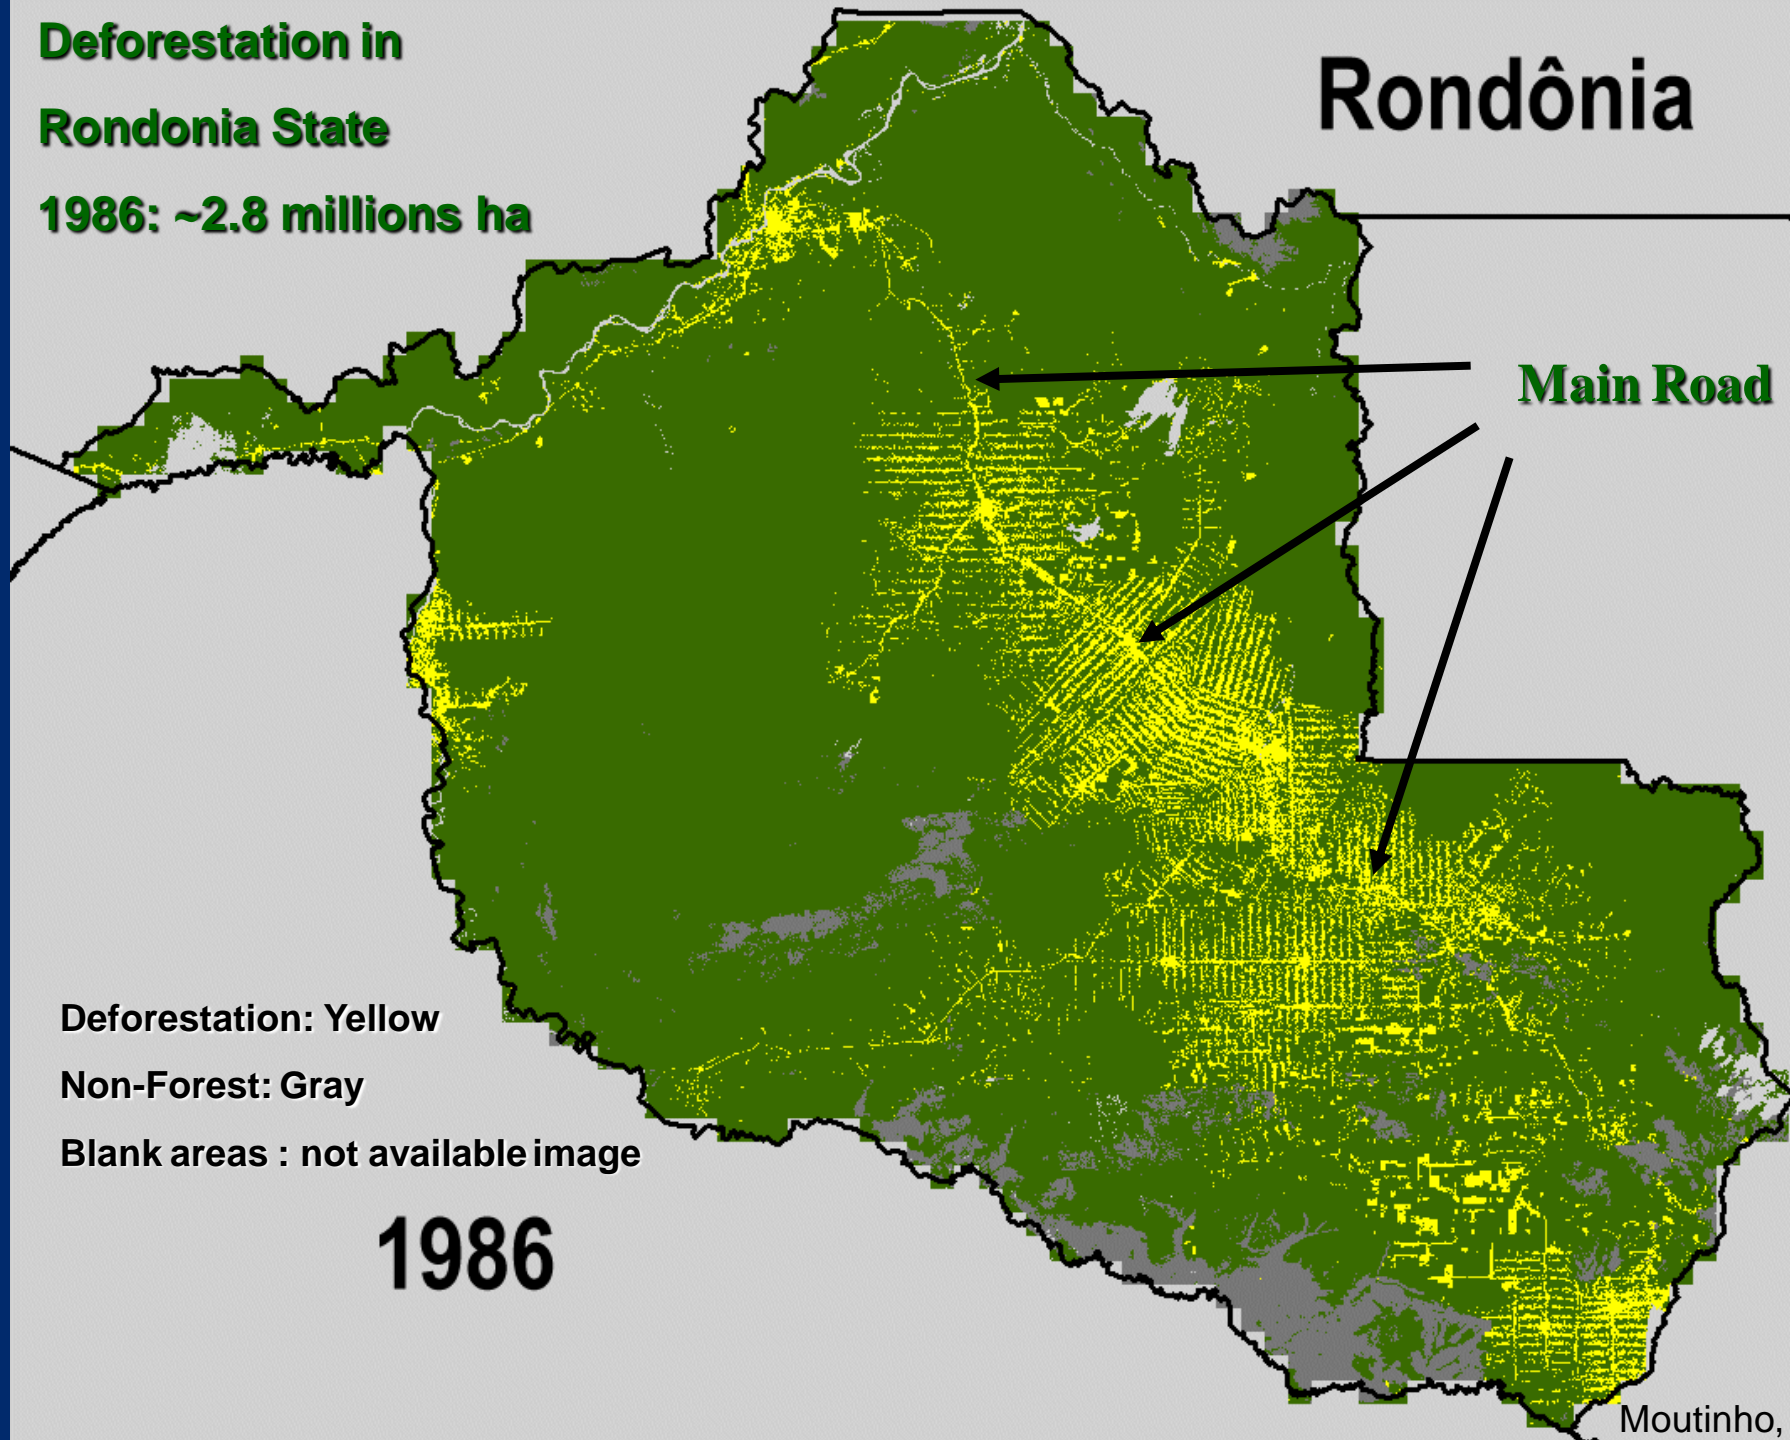 Deforestation in
Rondonia State
1986: ~2.8 millions ha
Rondônia
Main Road
Deforestation: Yellow
Non-Forest: Gray
Blank areas : not available image
1986
Moutinho,